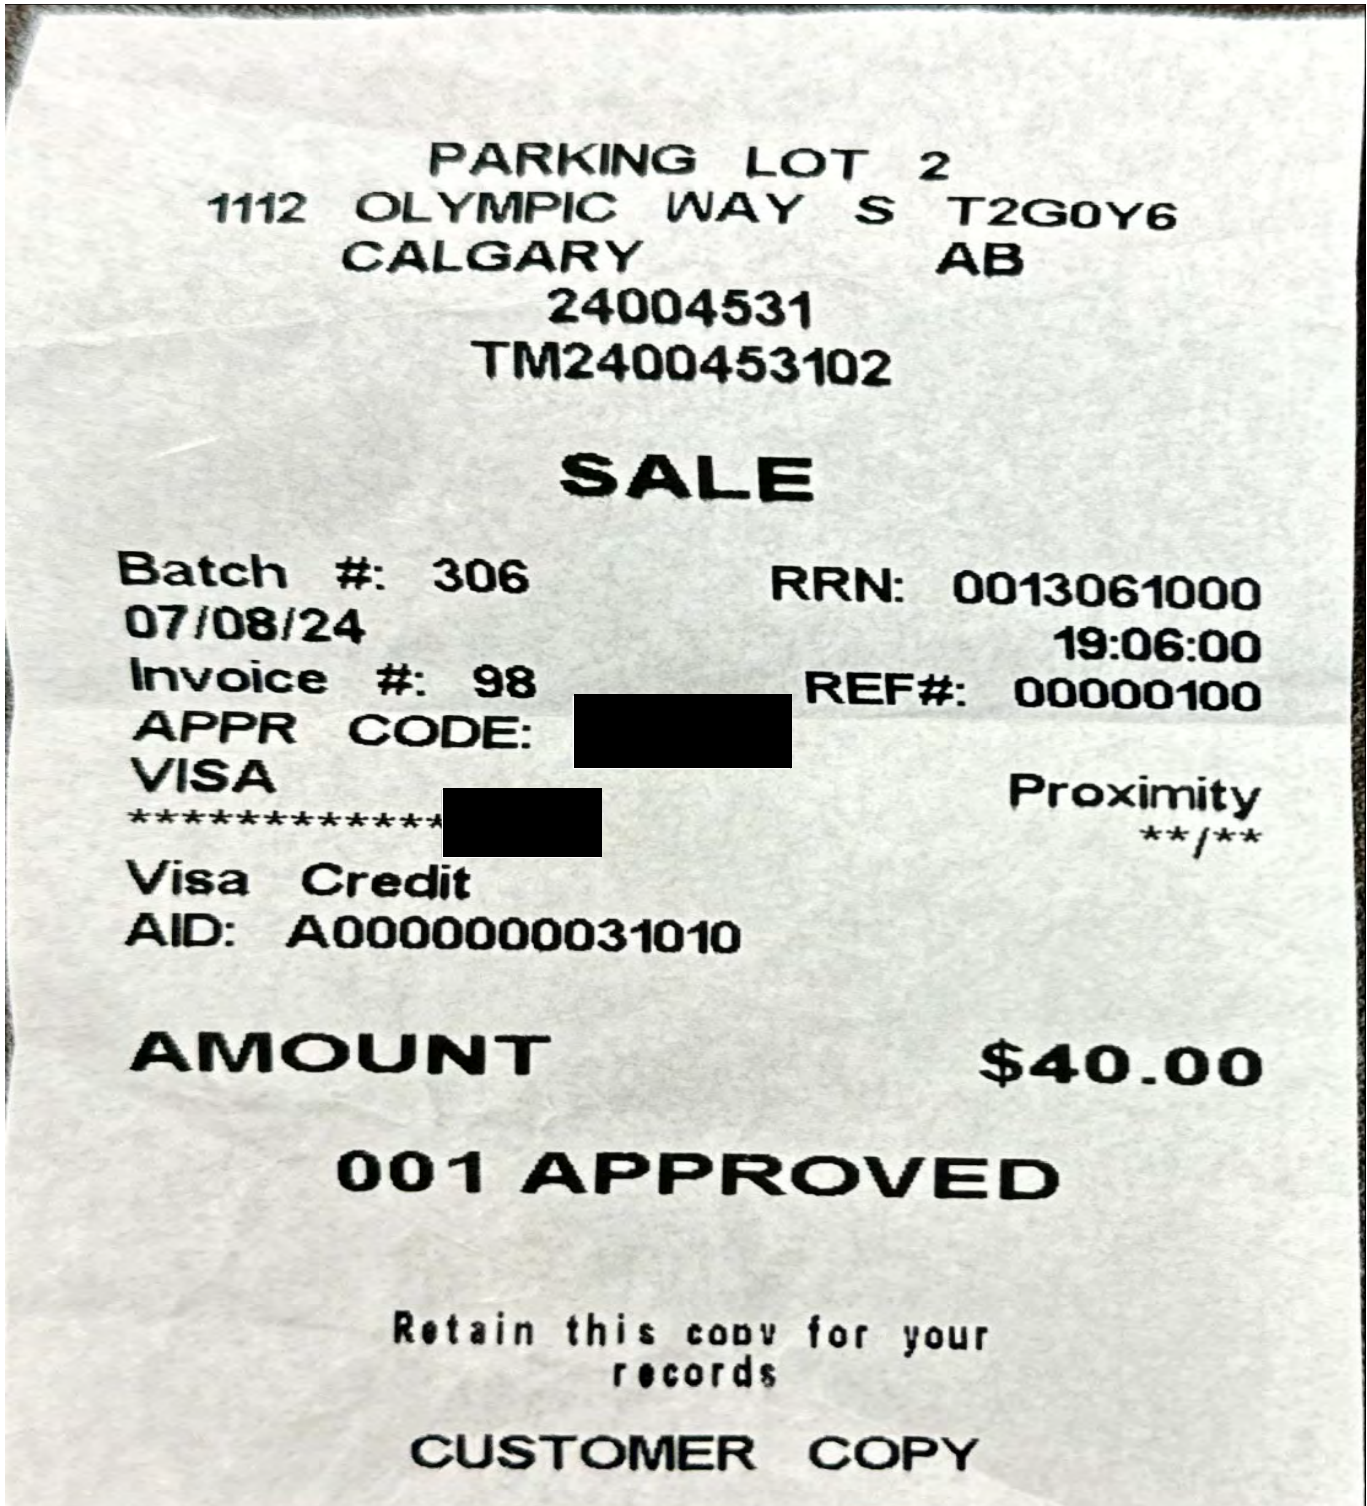 PARKING LOT 2
1112 OLYMPIC WAY S T2G0Y6
CALGARY AB
24004531
TM2400453102
SALE
Batch #: 306 RRN: 0013061000
07/08/24 19:06:00
Invoice #: 98 REF#: 00000100
APPR CODE:
VISA Proximity
************ **/**
Visa Credit
AID: A0000000031010
AMOUNT $40.00
001 APPROVED
Retain this copy for your
records
CUSTOMER COPY